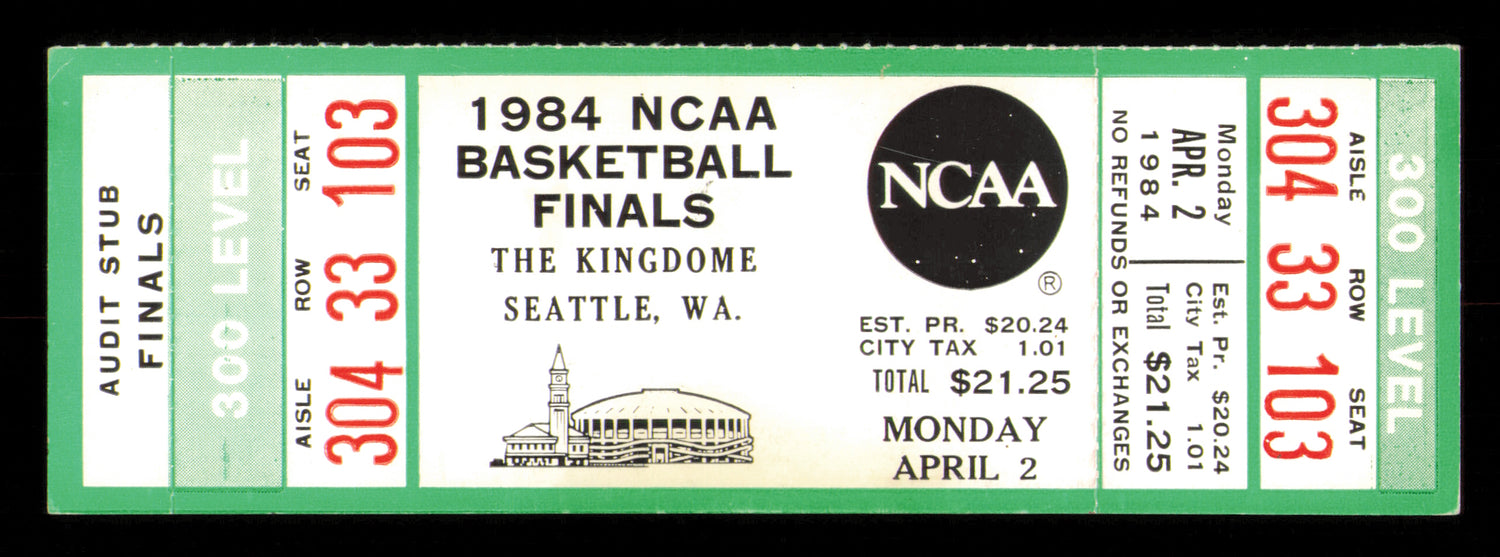 AUDIT STUB
FINALS
300 LEVEL
AISLE 304 ROW 33 SEAT 103
1984 NCAA
BASKETBALL
FINALS
THE KINGDOME
SEATTLE, WA.
NCAA
®
EST. PR. $20.24
CITY TAX 1.01
TOTAL $21.25
MONDAY
APRIL 2
Monday
APR. 2
1984
Est. Pr. $20.24
City Tax 1.01
Total $21.25
NO REFUNDS OR EXCHANGES
AISLE 304 ROW 33 SEAT 103
300 LEVEL